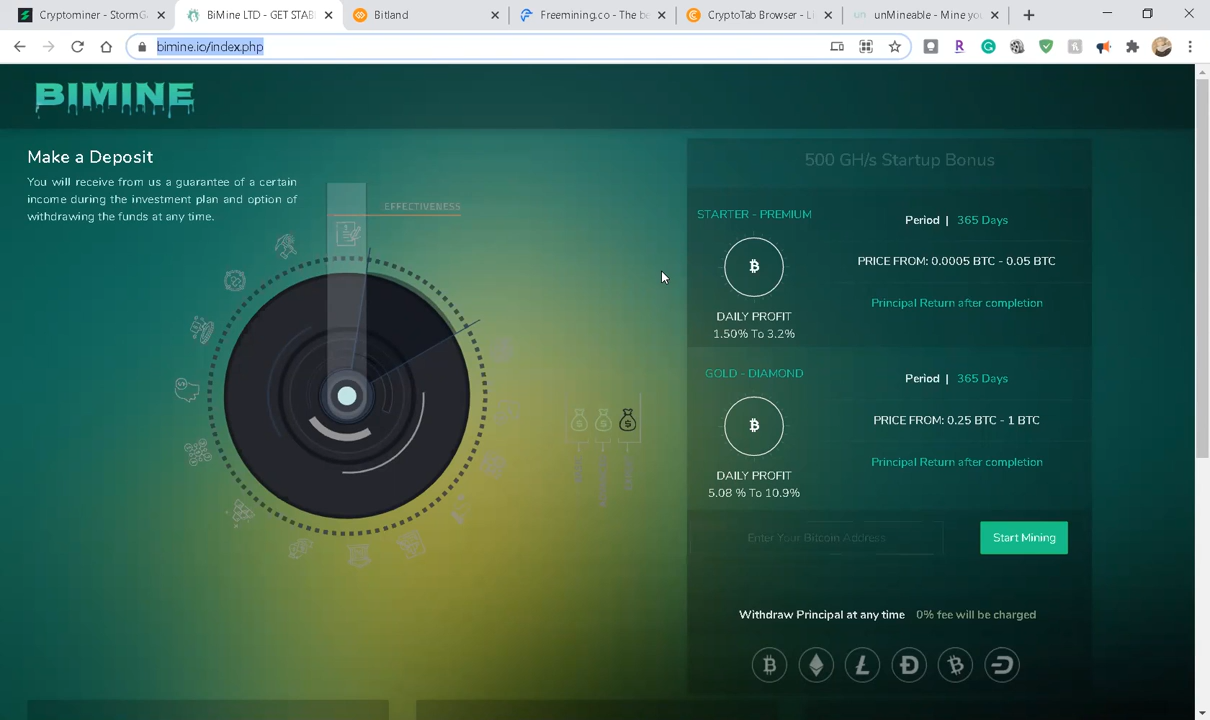 Cryptominer - StormGa
BiMine LTD - GET STAB
Bitland
Freemining.co - The be
CryptoTab Browser - Li
unMineable - Mine you
bimine.io/index.php
BIMINE
Make a Deposit
You will receive from us a guarantee of a certain
income during the investment plan and option of
withdrawing the funds at any time.
EFFECTIVENESS
500 GH/s Startup Bonus
STARTER - PREMIUM
Period | 365 Days
PRICE FROM: 0.0005 BTC - 0.05 BTC
Principal Return after completion
DAILY PROFIT
1.50% To 3.2%
GOLD - DIAMOND
Period | 365 Days
PRICE FROM: 0.25 BTC - 1 BTC
Principal Return after completion
DAILY PROFIT
5.08 % To 10.9%
Enter Your Bitcoin Address
Start Mining
Withdraw Principal at any time 0% fee will be charged